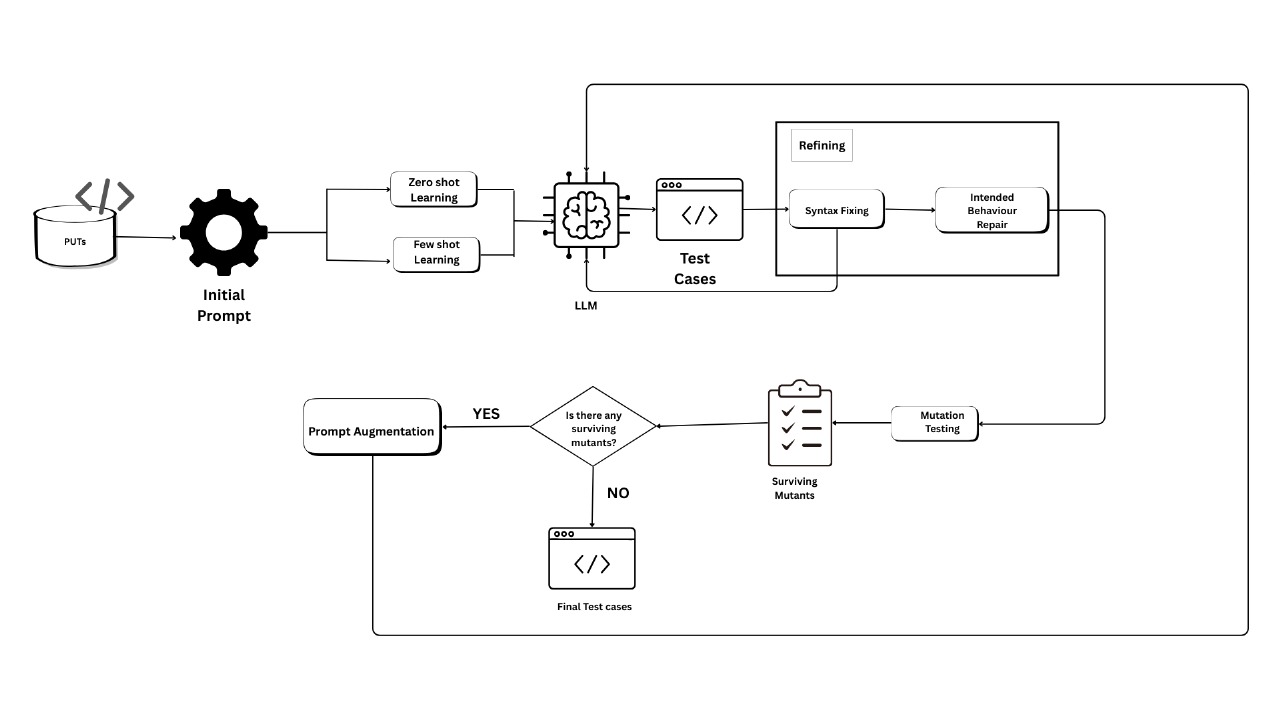 Refining
Zero shot
Learning
PUTs
Few shot
Learning
Syntax Fixing
Intended
Behaviour
Repair
</>
</>
Test
Cases
Initial
Prompt
LLM
Prompt Augmentation
YES
Is there any
surviving
mutants?
Mutation
Testing
Surviving
Mutants
NO
</>
Final Test cases